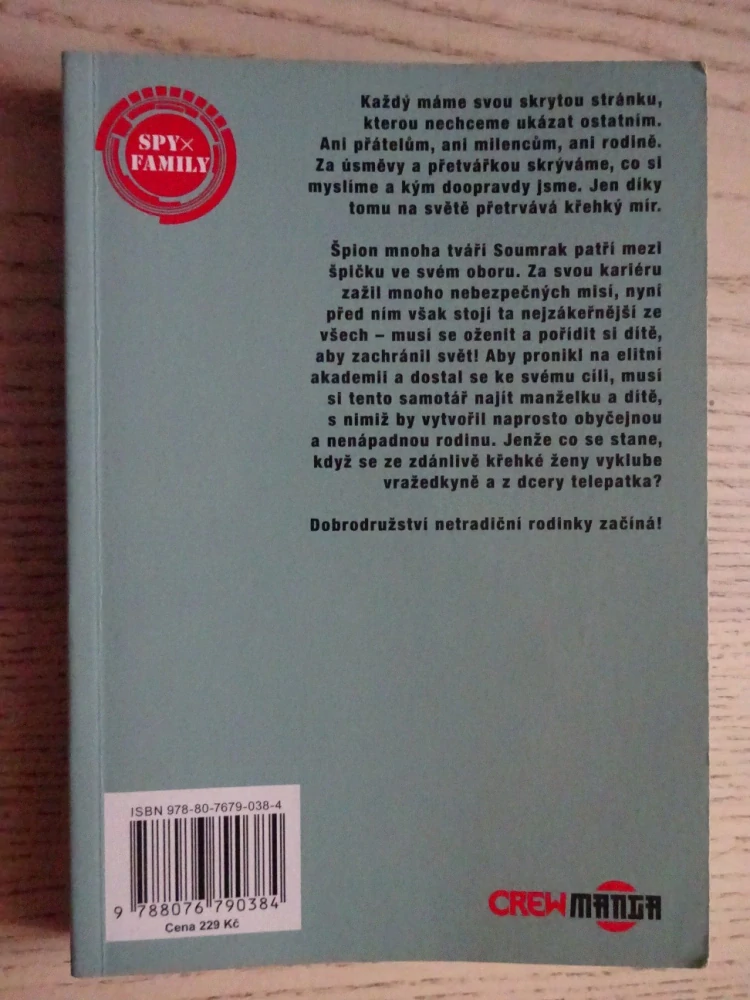 SPY×
FAMILY
Každý máme svou skrytou stránku,
kterou nechceme ukázat ostatním.
Ani přátelům, ani milencům, ani rodině.
Za úsměvy a přetvářkou skrýváme, co si
myslíme a kým doopravdy jsme. Jen díky
tomu na světě přetrvává křehký mír.
Špion mnoha tváří Soumrak patří mezi
špičku ve svém oboru. Za svou kariéru
zažil mnoho nebezpečných misí, nyní
před ním však stojí ta nejzákeřnější ze
všech – musí se oženit a pořídit si dítě,
aby zachránil svět! Aby pronikl na elitní
akademii a dostal se ke svému cíli, musí
si tento samotář najít manželku a dítě,
s nimiž by vytvořil naprosto obyčejnou
a nenápadnou rodinu. Jenže co se stane,
když se ze zdánlivě křehké ženy vyklube
vražedkyně a z dcery telepatka?
Dobrodružství netradiční rodinky začíná!
ISBN 978-80-7679-038-4
9 788076 790384
Cena 229 Kč
CREW MANGA